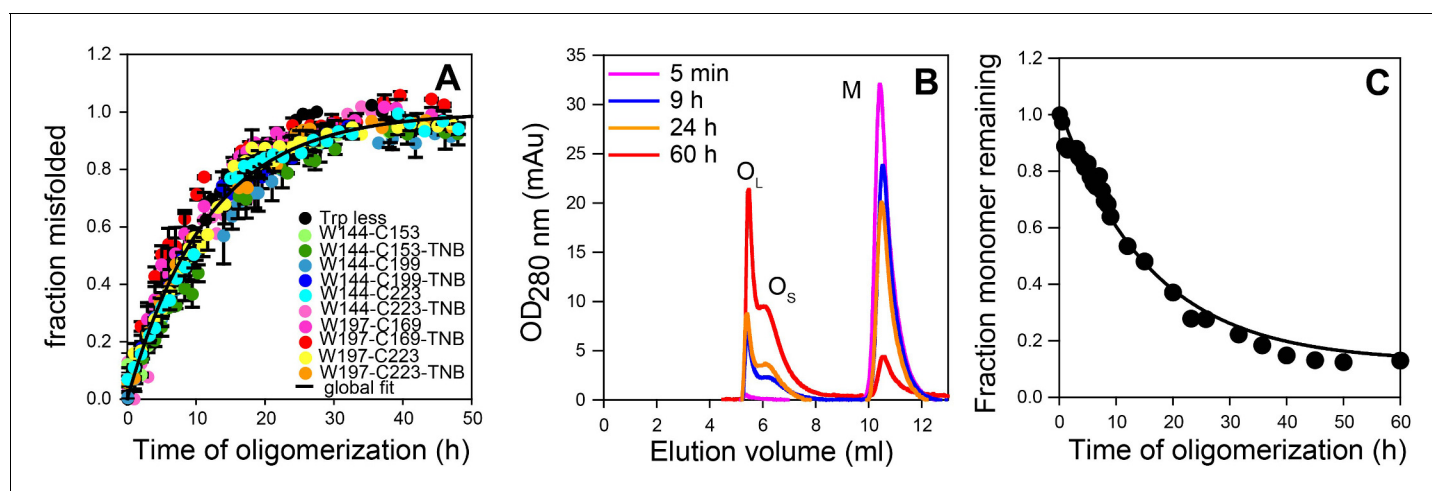 A
fraction misfolded
1.2
1.0
0.8
0.6
0.4
0.2
0.0
Trp less
W144-C153
W144-C153-TNB
W144-C199
W144-C199-TNB
W144-C223
W144-C223-TNB
W197-C169
W197-C169-TNB
W197-C223
W197-C223-TNB
global fit
0 10 20 30 40 50
Time of oligomerization (h)
B
OD280 nm (mAu)
35
30
25
20
15
10
5
0
5 min
9 h
24 h
60 h
M
OL
OS
0 2 4 6 8 10 12
Elution volume (ml)
C
Fraction monomer remaining
1.2
1.0
0.8
0.6
0.4
0.2
0.0
0 10 20 30 40 50 60
Time of oligomerization (h)